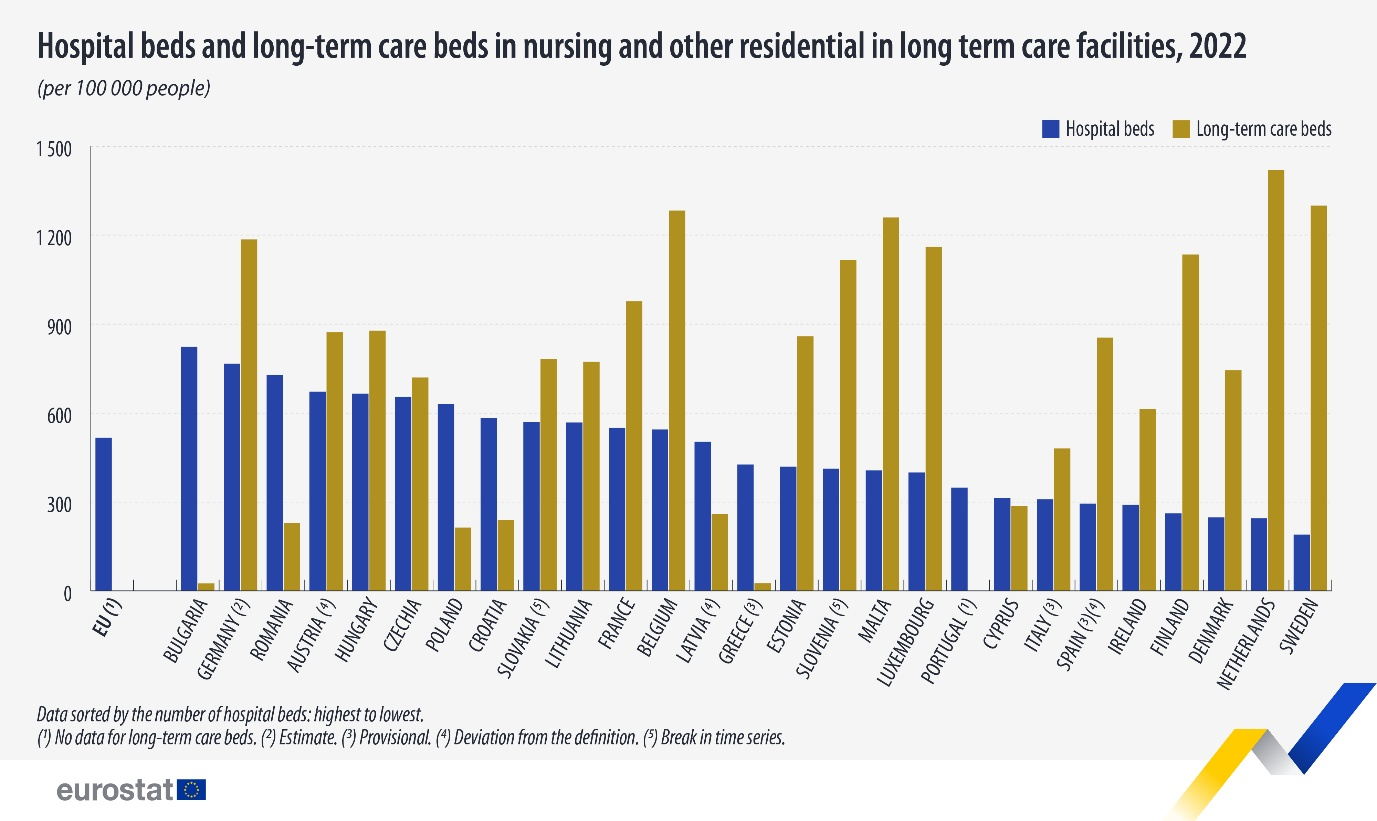 Hospital beds and long-term care beds in nursing and other residential in long term care facilities, 2022
(per 100 000 people)
Hospital beds
Long-term care beds
1 500
1 200
900
600
300
0
EU (¹)
BULGARIA
GERMANY (²)
ROMANIA
AUSTRIA (⁴)
HUNGARY
CZECHIA
POLAND
CROATIA
SLOVAKIA (⁵)
LITHUANIA
FRANCE
BELGIUM
LATVIA (⁴)
GREECE (³)
ESTONIA
SLOVENIA (⁵)
MALTA
LUXEMBOURG
PORTUGAL (¹)
CYPRUS
ITALY (³)
SPAIN (³)(⁴)
IRELAND
FINLAND
DENMARK
NETHERLANDS
SWEDEN
Data sorted by the number of hospital beds: highest to lowest.
(¹) No data for long-term care beds. (²) Estimate. (³) Provisional. (⁴) Deviation from the definition. (⁵) Break in time series.
eurostat